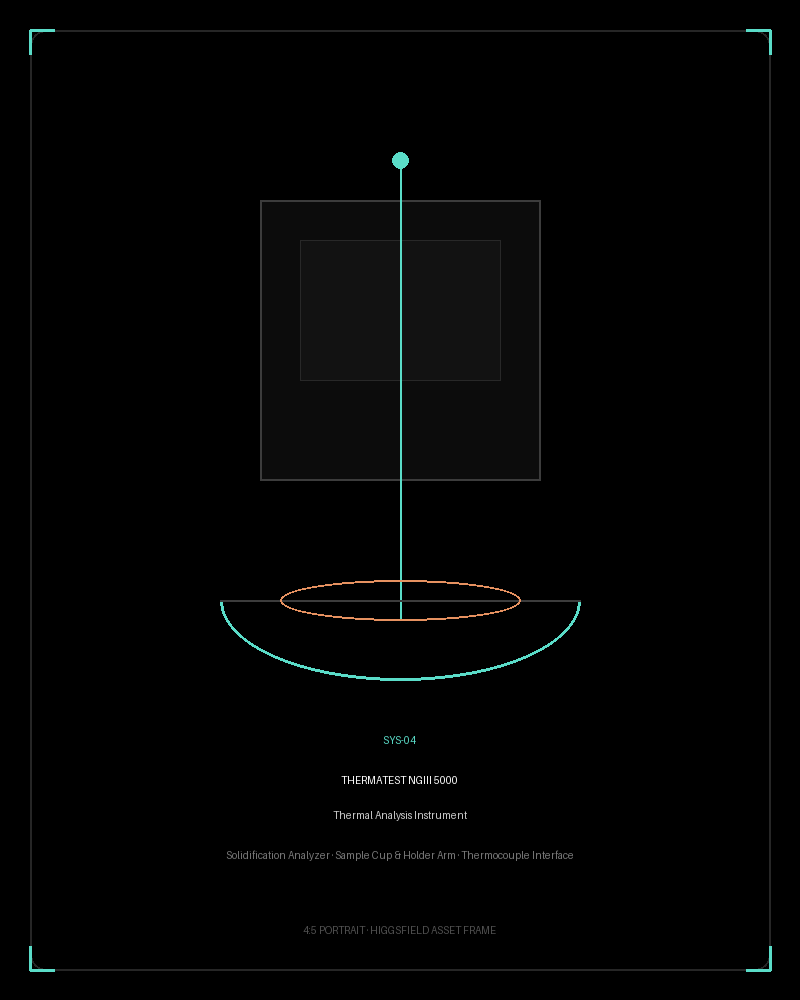 SYS-04
THERMATEST NGIII 5000
Thermal Analysis Instrument
Solidification Analyzer · Sample Cup & Holder Arm · Thermocouple Interface
4:5 PORTRAIT · HIGGSFIELD ASSET FRAME